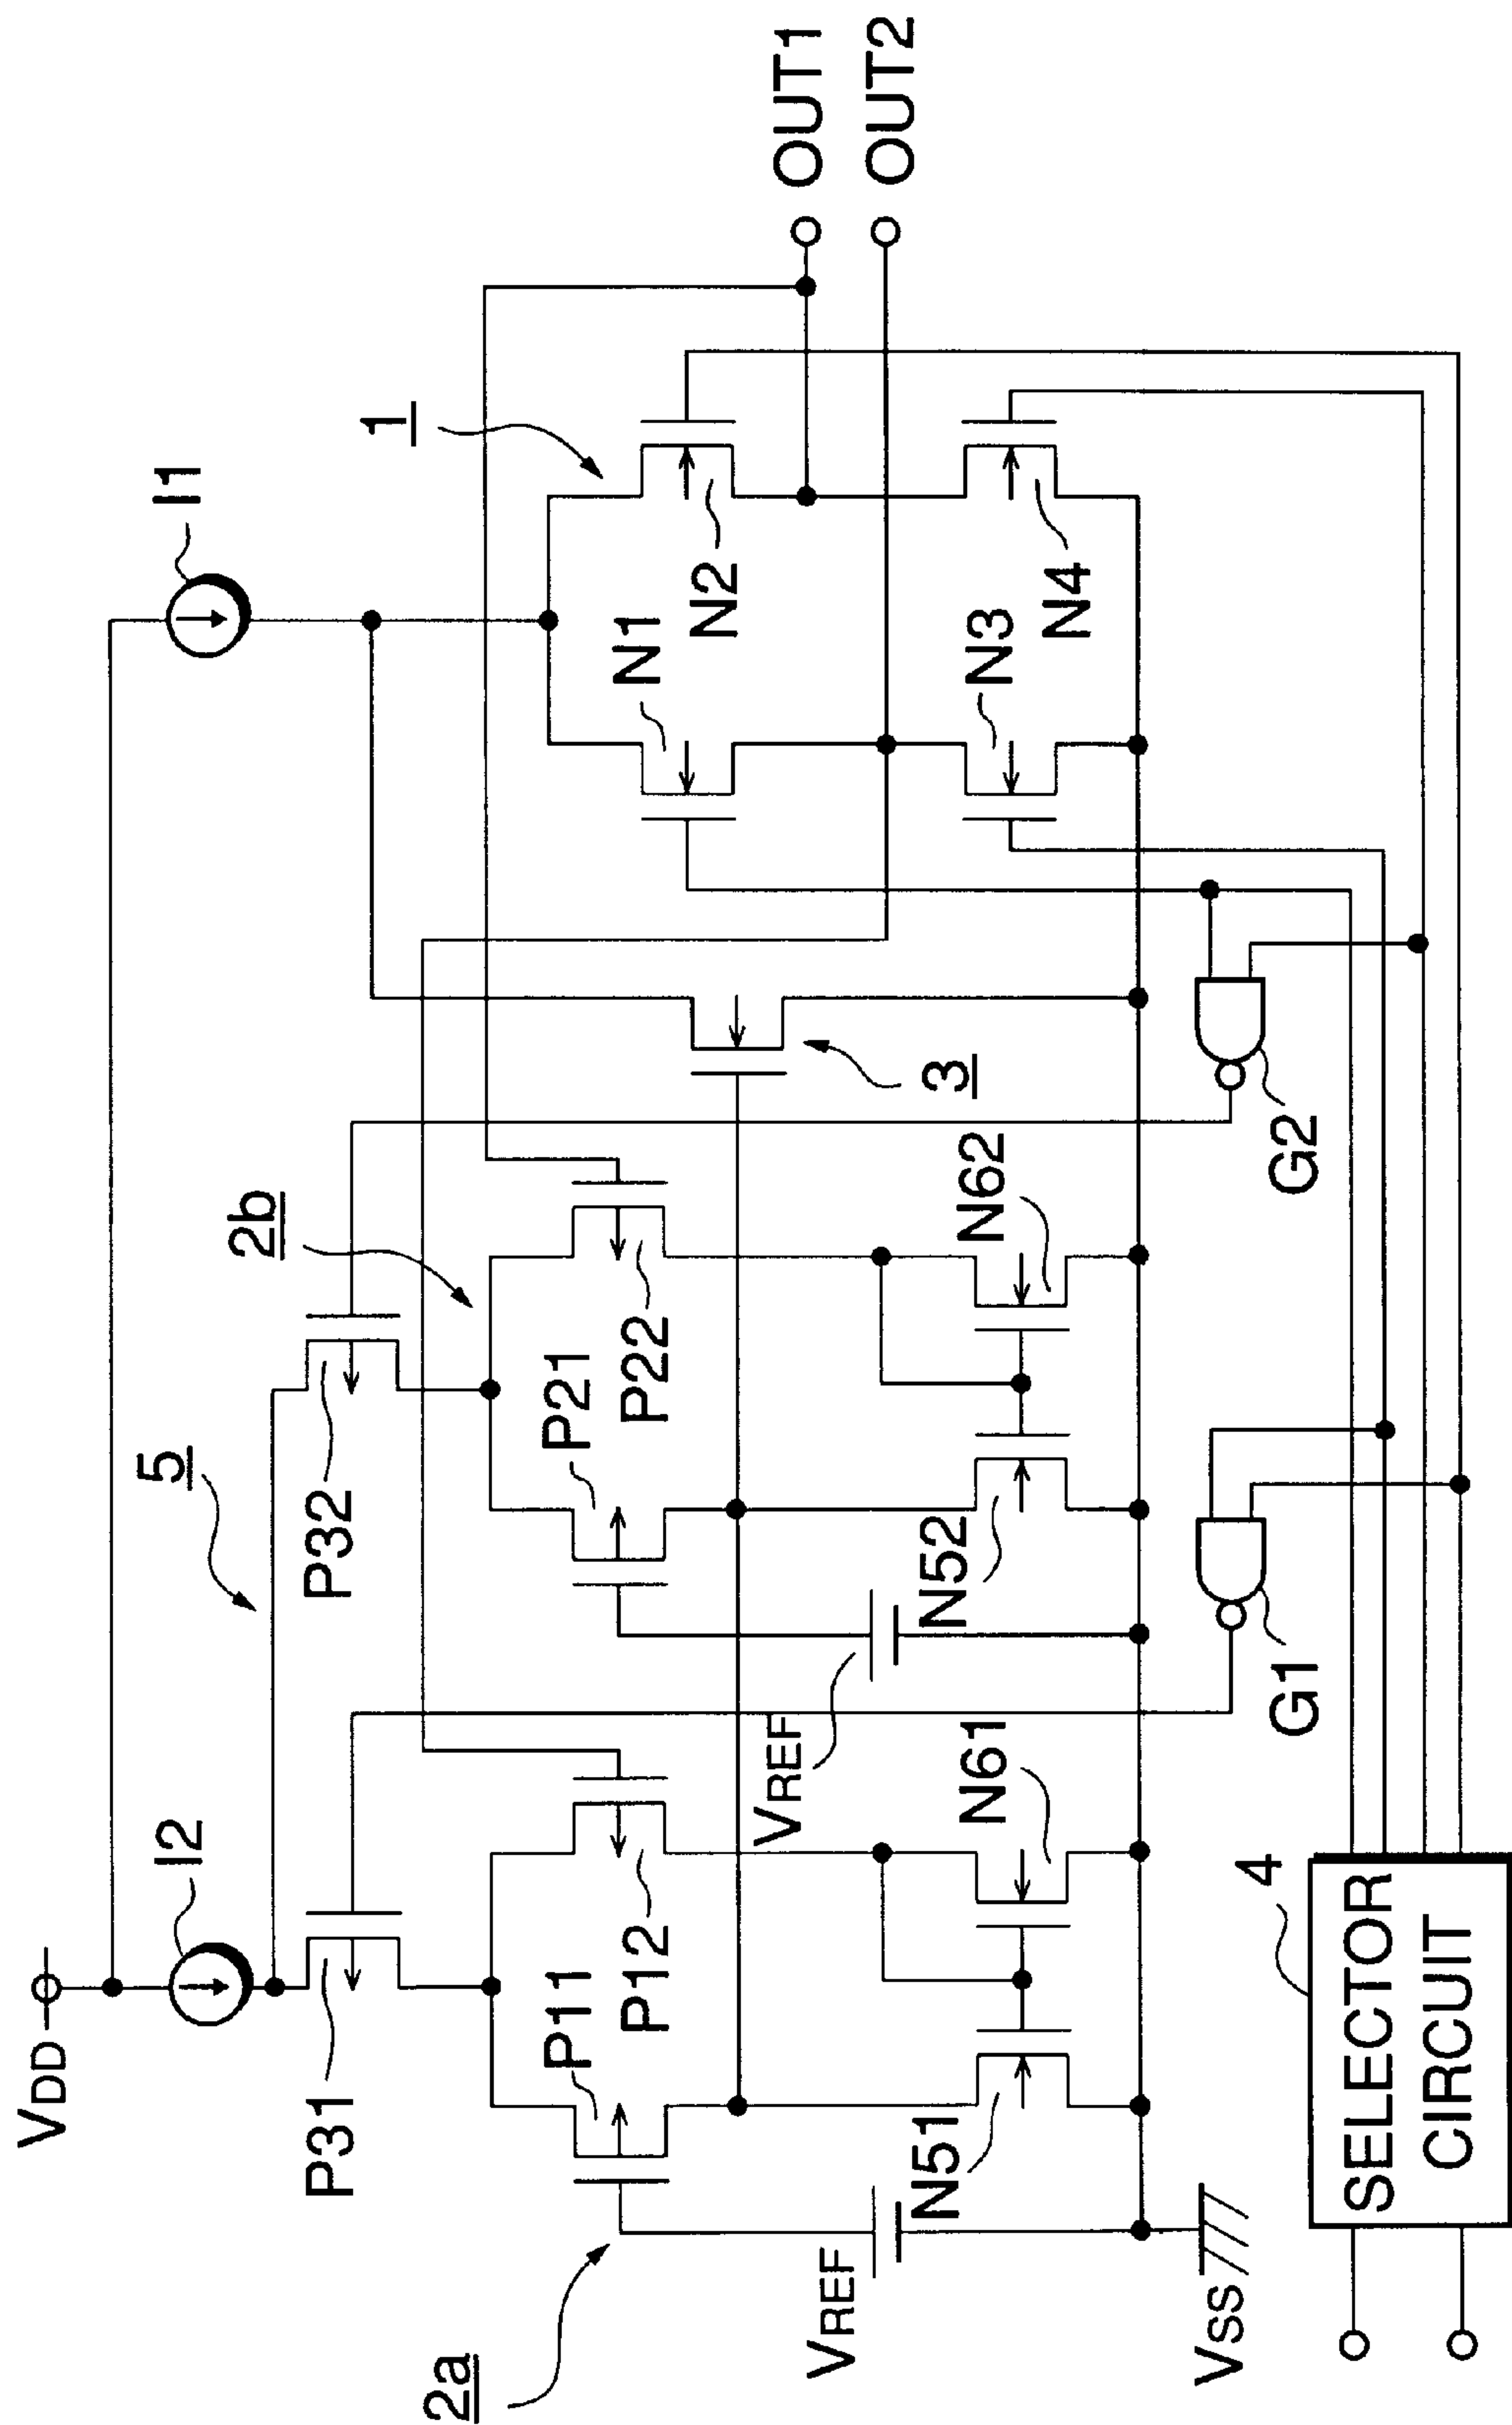 VDD
I2
I1
5
P31
P32
2b
1
2a
P11
P12
P21
P22
N1
N2
OUT1
OUT2
VREF
VREF
3
N51
N61
N52
N62
N3
N4
VSS
G1
G2
4
SELECTOR
CIRCUIT